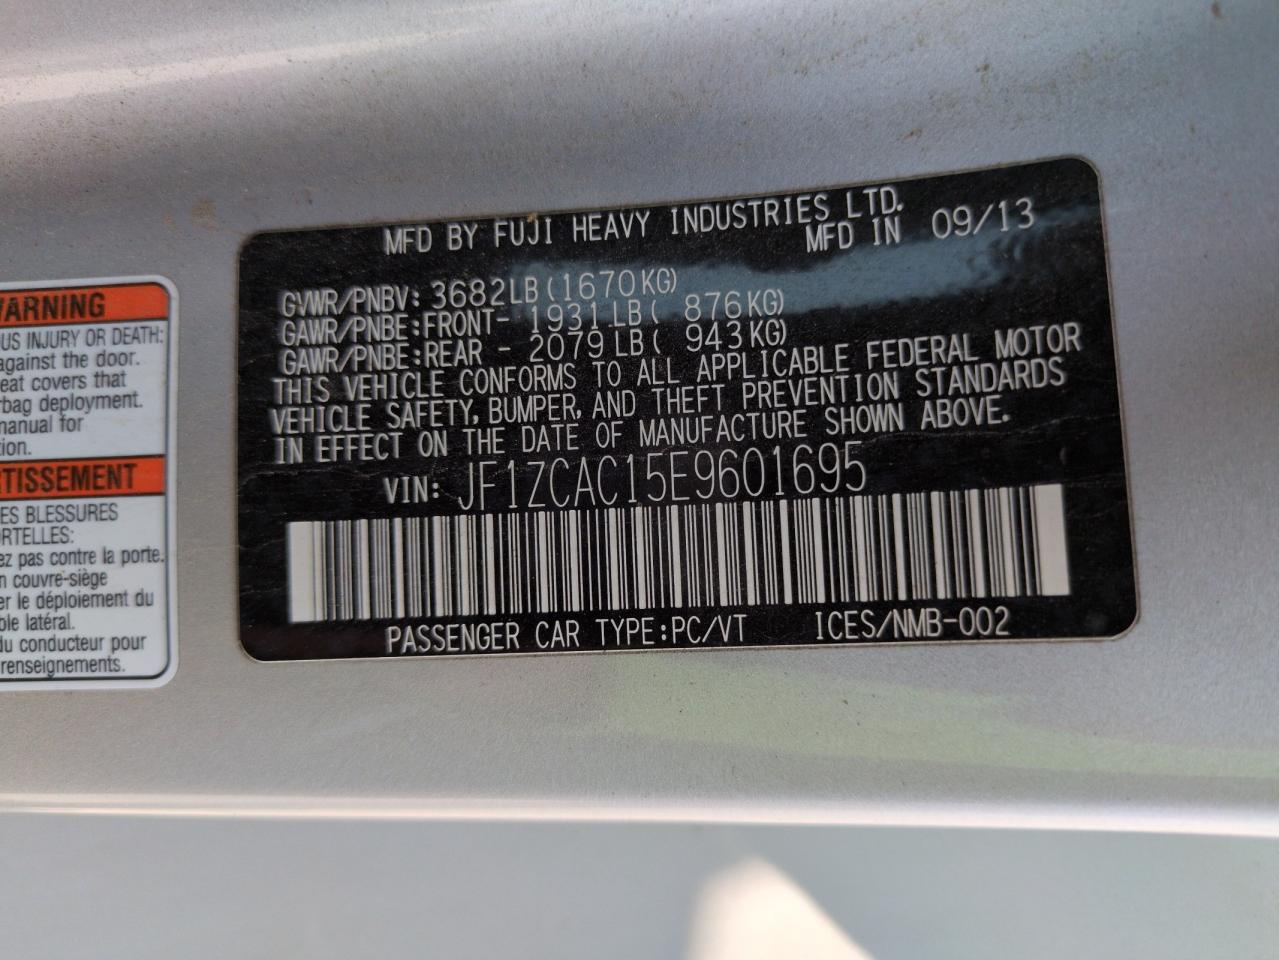 MFD BY FUJI HEAVY INDUSTRIES LTD.
MFD IN 09/13
GVWR/PNBV: 3682LB(1670KG)
GAWR/PNBE:FRONT- 1931LB( 876KG)
GAWR/PNBE:REAR - 2079LB( 943KG)
THIS VEHICLE CONFORMS TO ALL APPLICABLE FEDERAL MOTOR
VEHICLE SAFETY, BUMPER, AND THEFT PREVENTION STANDARDS
IN EFFECT ON THE DATE OF MANUFACTURE SHOWN ABOVE.
VIN: JF1ZCAC15E9601695
PASSENGER CAR TYPE:PC/VT ICES/NMB-002
ARNING
US INJURY OR DEATH:
against the door.
eat covers that
rbag deployment.
manual for
tion.
RTISSEMENT
ES BLESSURES
ORTELLES:
ez pas contre la porte.
n couvre-siège
er le déploiement du
ble latéral.
du conducteur pour
renseignements.